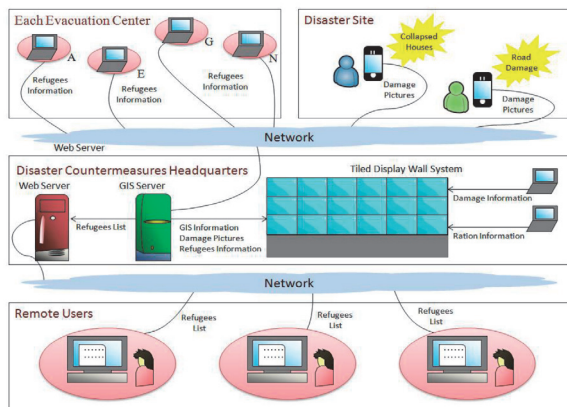 Each Evacuation Center
A
E
G
N
Refugees
Information
Refugees
Information
Refugees
Information
Refugees
Information
Disaster Site
Collapsed
Houses
Damage
Pictures
Road
Damage
Damage
Pictures
Web Server
Network
Disaster Countermeasures Headquarters
Web Server
GIS Server
Tiled Display Wall System
Refugees List
GIS Information
Damage Pictures
Refugees Information
Damage Information
Ration Information
Network
Remote Users
Refugees
List
Refugees
List
Refugees
List